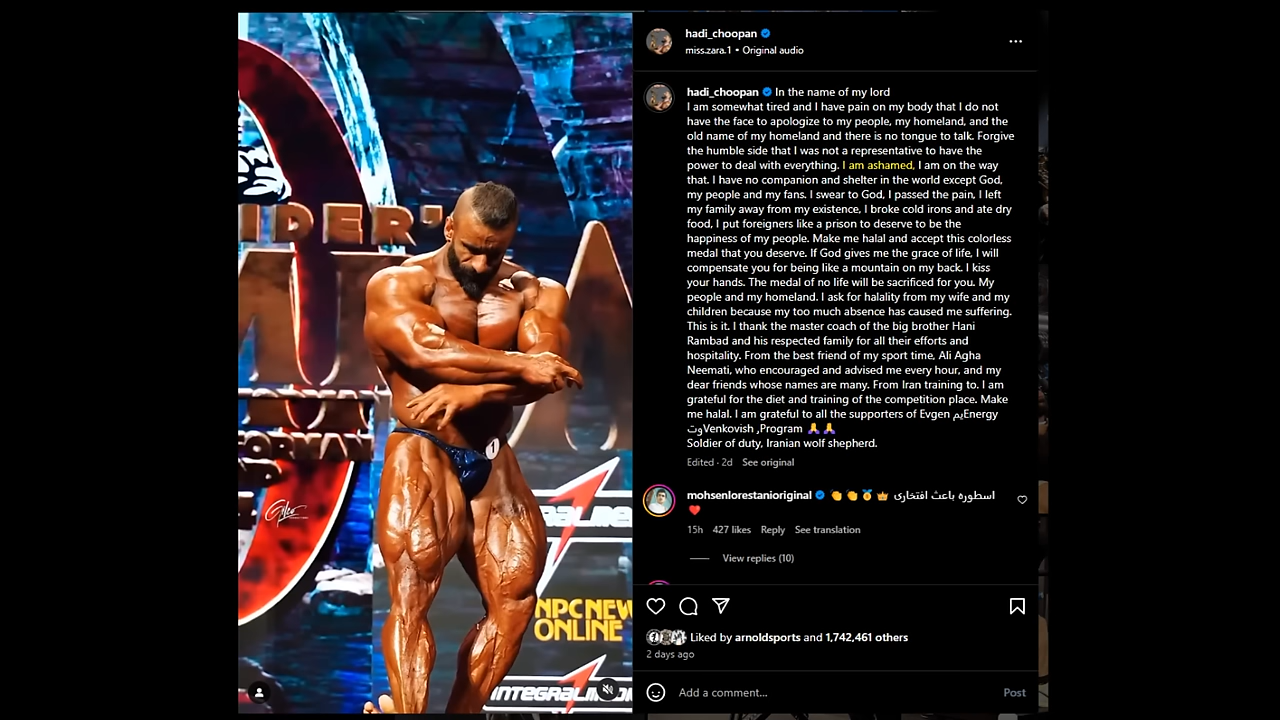 hadi_choopan
miss.zara.1 • Original audio
hadi_choopan In the name of my lord
I am somewhat tired and I have pain on my body that I do not
have the face to apologize to my people, my homeland, and the
old name of my homeland and there is no tongue to talk. Forgive
the humble side that I was not a representative to have the
power to deal with everything. I am ashamed, I am on the way
that. I have no companion and shelter in the world except God,
my people and my fans. I swear to God, I passed the pain, I left
my family away from my existence, I broke cold irons and ate dry
food, I put foreigners like a prison to deserve to be the
happiness of my people. Make me halal and accept this colorless
medal that you deserve. If God gives me the grace of life, I will
compensate you for being like a mountain on my back. I kiss
your hands. The medal of no life will be sacrificed for you. My
people and my homeland. I ask for halality from my wife and my
children because my too much absence has caused me suffering.
This is it. I thank the master coach of the big brother Hani
Rambad and his respected family for all their efforts and
hospitality. From the best friend of my sport time, Ali Agha
Neemati, who encouraged and advised me every hour, and my
dear friends whose names are many. From Iran training to. I am
grateful for the diet and training of the competition place. Make
me halal. I am grateful to all the supporters of Evgen یم‌Energy
وتVenkovish ,Program 🙏 🙏
Soldier of duty, Iranian wolf shepherd.
Edited · 2d See original
mohsenlorestanioriginal 👏 👏 🏅 👑 اسطوره باعث افتخاری
❤️
15h 427 likes Reply See translation
View replies (10)
Liked by arnoldsports and 1,742,461 others
2 days ago
Add a comment...
Post
IDER'S
1
NPC NEW
ONLINE
INTEGRALM